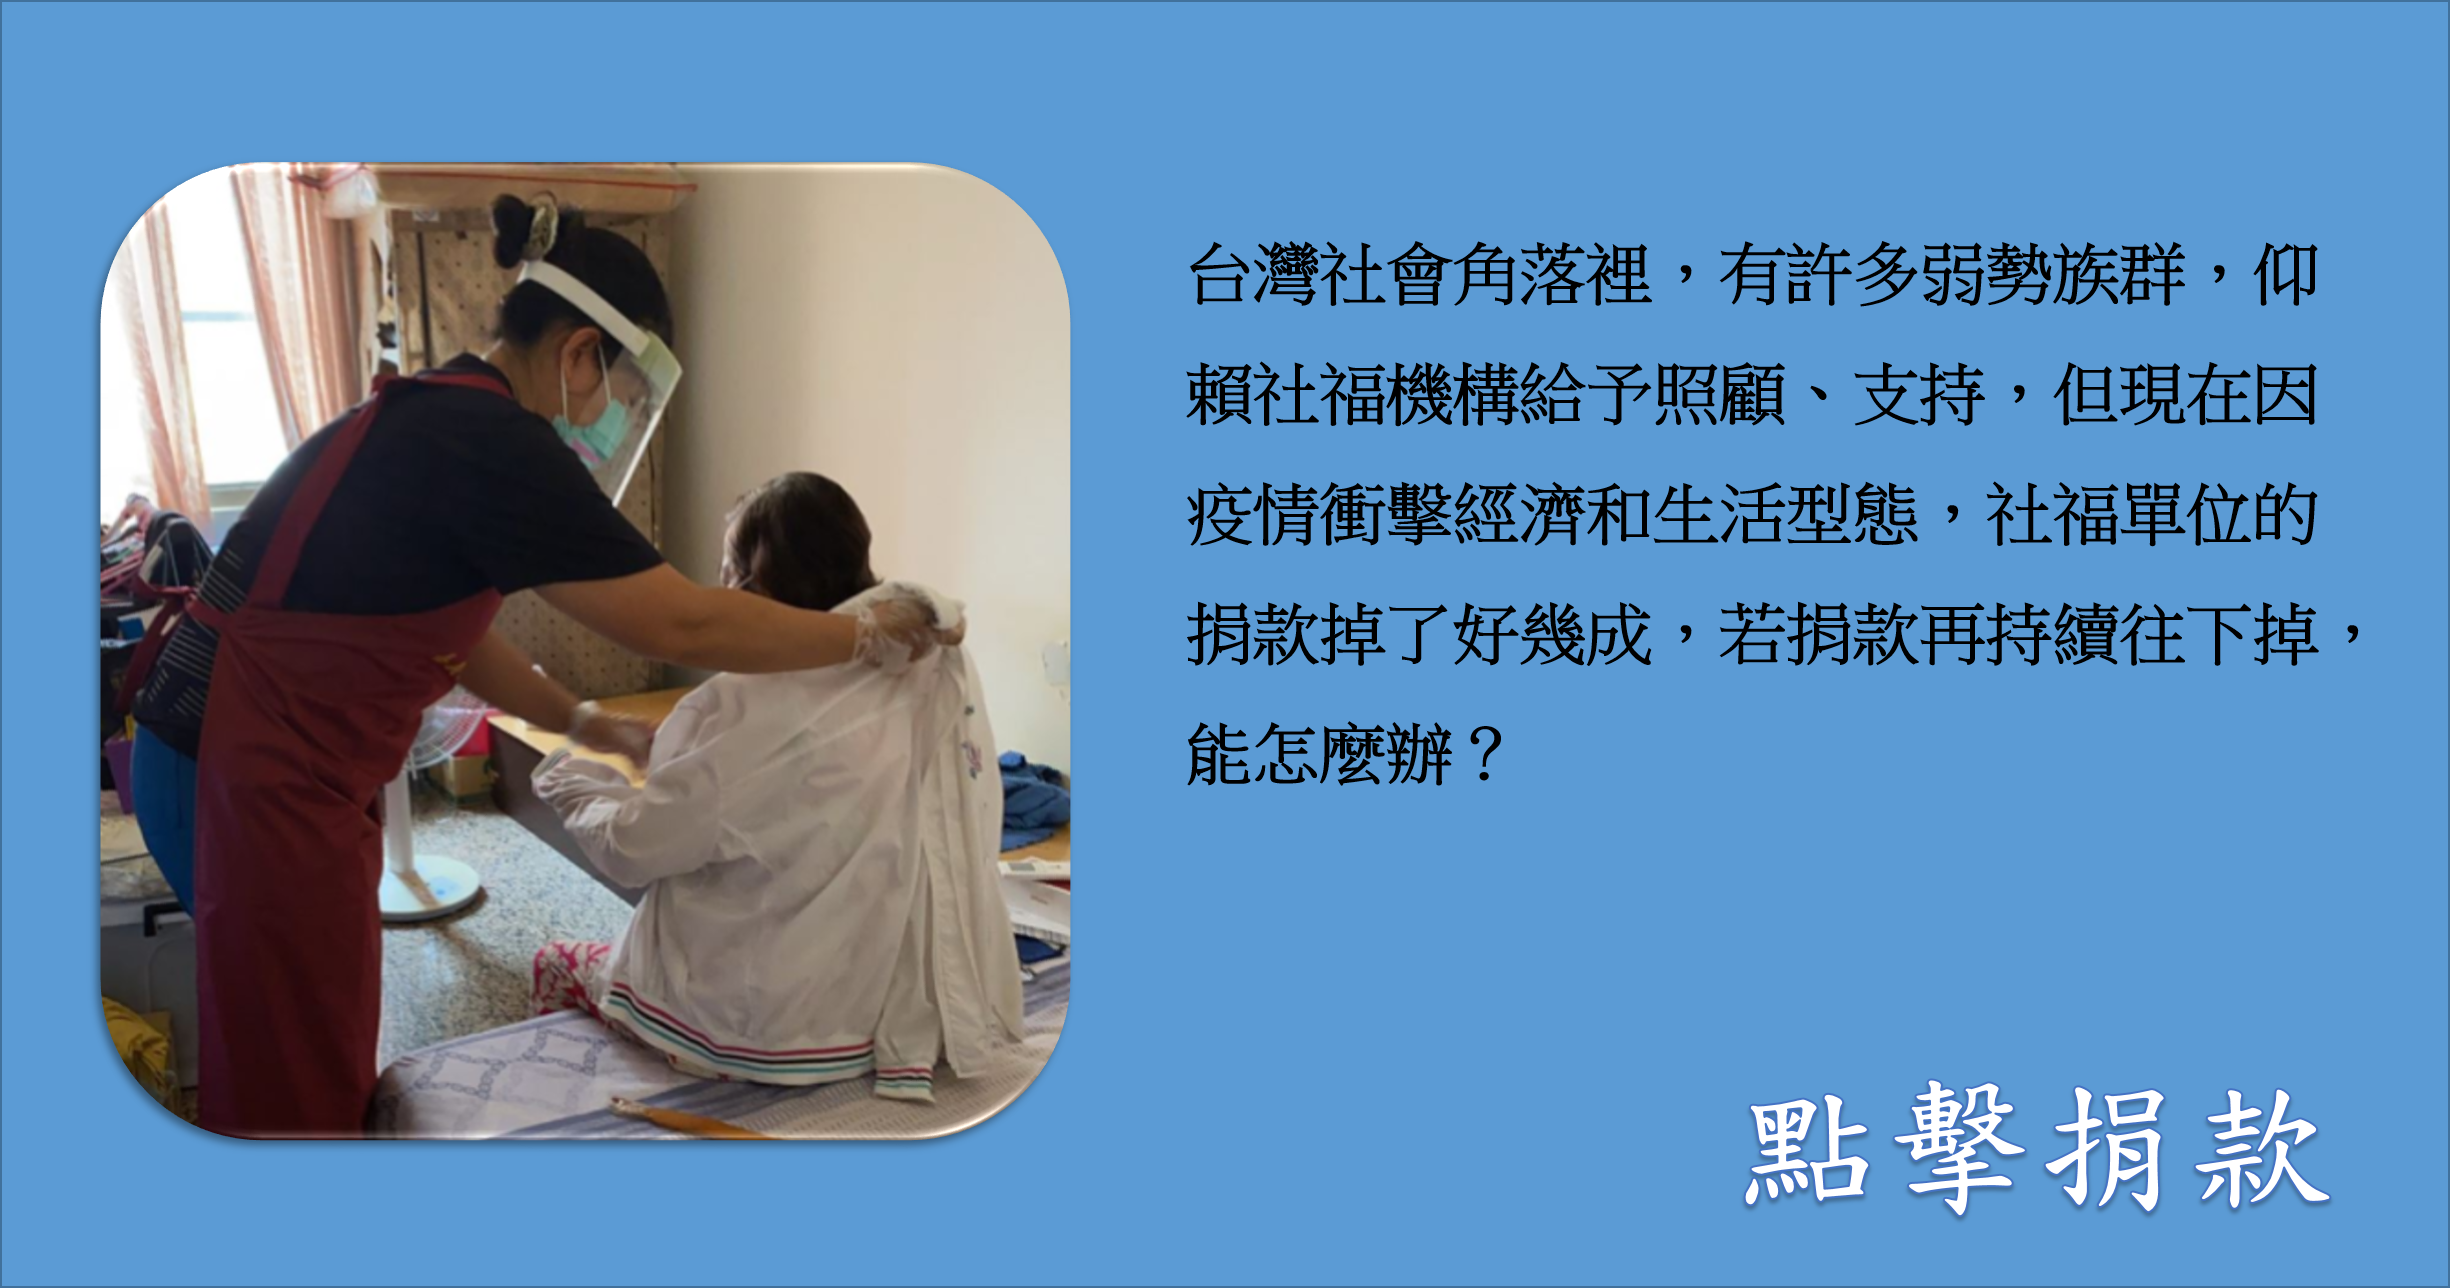 台灣社會角落裡，有許多弱勢族群，仰
賴社福機構給予照顧、支持，但現在因
疫情衝擊經濟和生活型態，社福單位的
捐款掉了好幾成，若捐款再持續往下掉，
能怎麼辦？
點擊捐款